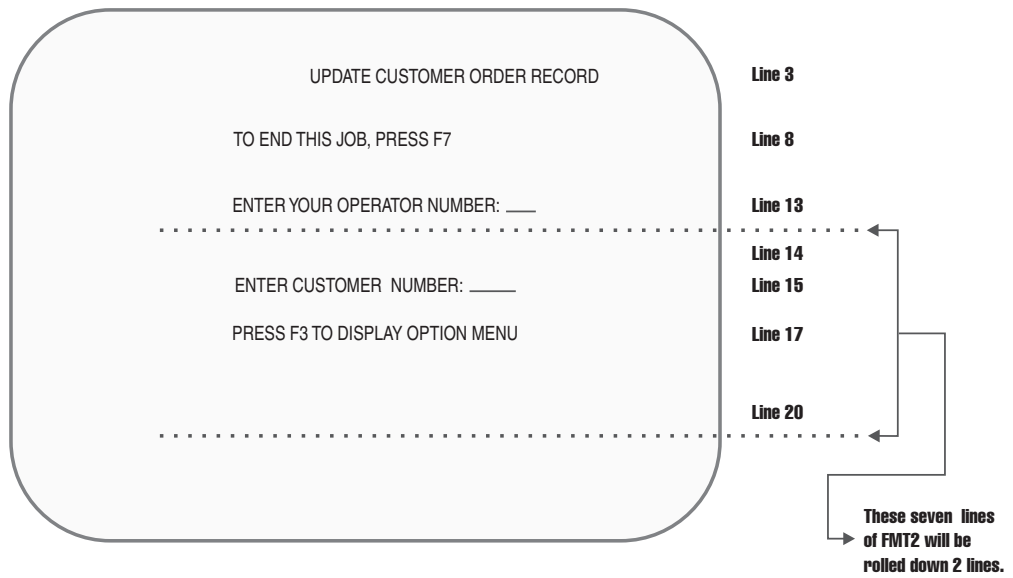 UPDATE CUSTOMER ORDER RECORD Line 3
TO END THIS JOB, PRESS F7 Line 8
ENTER YOUR OPERATOR NUMBER: ___ Line 13
Line 14
ENTER CUSTOMER NUMBER: _____ Line 15
PRESS F3 TO DISPLAY OPTION MENU Line 17
Line 20
These seven lines
of FMT2 will be
rolled down 2 lines.